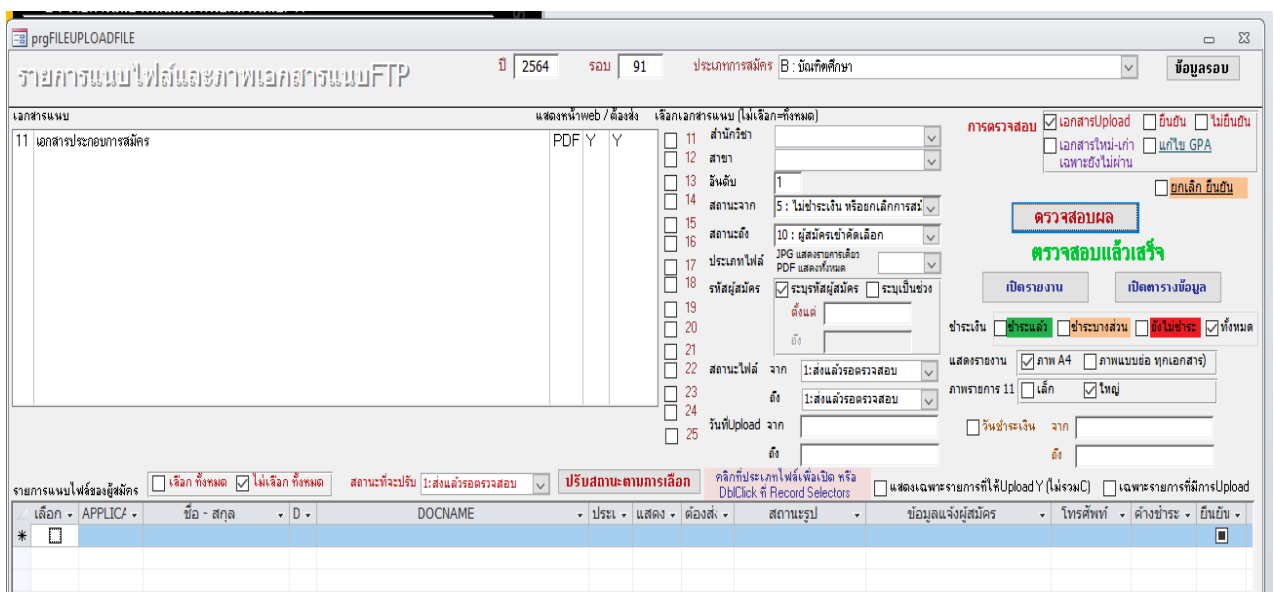 prgFILEUPLOADFILE
รายการแนบไฟล์และภาพเอกสารแนบFTP
ปี 2564 รอบ 91 ประเภทการสมัคร B : บัณฑิตศึกษา ข้อมูลรอบ
เอกสารแนบ แสดงหน้าweb / ต้องส่ง เลือกเอกสารแนบ (ไม่เลือก=ทั้งหมด)
11 เอกสารประกอบการสมัคร PDF Y Y
11 สำนักวิชา
12 สาขา
13 อันดับ 1
14 สถานะจาก 5 : ไม่ชำระเงิน หรือยกเลิกการสมั
15
16 สถานะถึง 10 : ผู้สมัครเข้าคัดเลือก
17 ประเภทไฟล์ JPG แสดงรายการเดียว
PDF แสดงทั้งหมด
18 รหัสผู้สมัคร ระบุรหัสผู้สมัคร ระบุเป็นช่วง
19 ตั้งแต่
20
21 ถึง
22 สถานะไฟล์ จาก 1:ส่งแล้วรอตรวจสอบ
23 ถึง 1:ส่งแล้วรอตรวจสอบ
24
25 วันที่Upload จาก
ถึง
การตรวจสอบ เอกสารUpload ยืนยัน ไม่ยืนยัน
เอกสารใหม่-เก่า แก้ไข GPA
เฉพาะยังไม่ผ่าน
ยกเลิก ยืนยัน
ตรวจสอบผล
ตรวจสอบแล้วเสร็จ
เปิดรายงาน เปิดตารางข้อมูล
ชำระเงิน ชำระแล้ว ชำระบางส่วน ยังไม่ชำระ ทั้งหมด
แสดงรายงาน ภาพ A4 ภาพแบบย่อ ทุกเอกสาร)
ภาพรายการ 11 เล็ก ใหญ่
วันชำระเงิน จาก
ถึง
รายการแนบไฟล์ของผู้สมัคร เลือก ทั้งหมด ไม่เลือก ทั้งหมด สถานะที่จะปรับ 1:ส่งแล้วรอตรวจสอบ ปรับสถานะตามการเลือก
คลิกที่ประเภทไฟล์เพื่อเปิด หรือ
DblClick ที่ Record Selectors
แสดงเฉพาะรายการที่ให้Upload Y (ไม่รวมC) เฉพาะรายการที่มีการUpload
เลือก APPLICA ชื่อ - สกุล D DOCNAME ประเ แสดง ต้องส่ง สถานะรูป ข้อมูลแจ้งผู้สมัคร โทรศัพท์ ค้างชำระ ยืนยัน